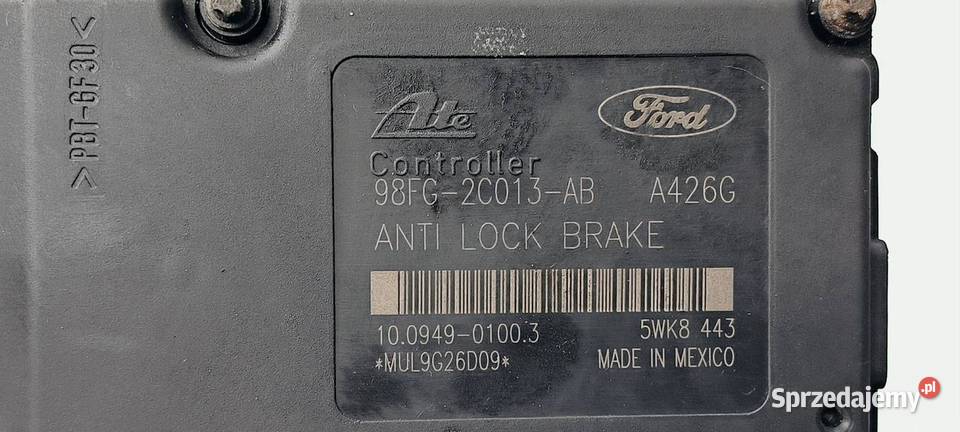 >PBT-GF30<
Ate
Ford
Controller
98FG-2C013-AB A426G
ANTI LOCK BRAKE
10.0949-0100.3 5WK8 443
*MUL9G26D09* MADE IN MEXICO
Sprzedajemy.pl